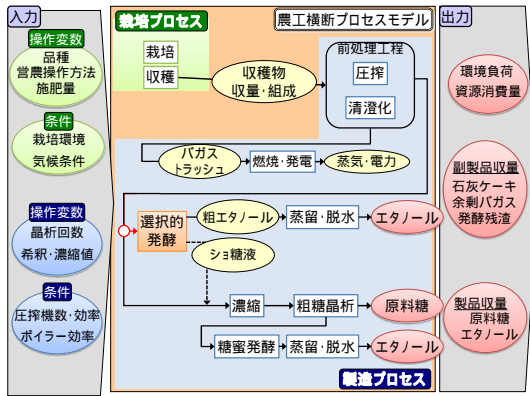 入力
操作変数
品種
営農操作方法
施肥量
条件
栽培環境
気候条件
操作変数
晶析回数
希釈・濃縮値
条件
圧搾機数・効率
ボイラー効率
栽培プロセス
農工横断プロセスモデル
栽培
収穫
収穫物
収量・組成
前処理工程
圧搾
清澄化
バガス
トラッシュ
燃焼・発電
蒸気・電力
選択的
発酵
粗エタノール
蒸留・脱水
エタノール
ショ糖液
濃縮
粗糖晶析
原料糖
糖蜜発酵
蒸留・脱水
エタノール
製造プロセス
出力
環境負荷
資源消費量
副製品収量
石灰ケーキ
余剰バガス
発酵残渣
製品収量
原料糖
エタノール